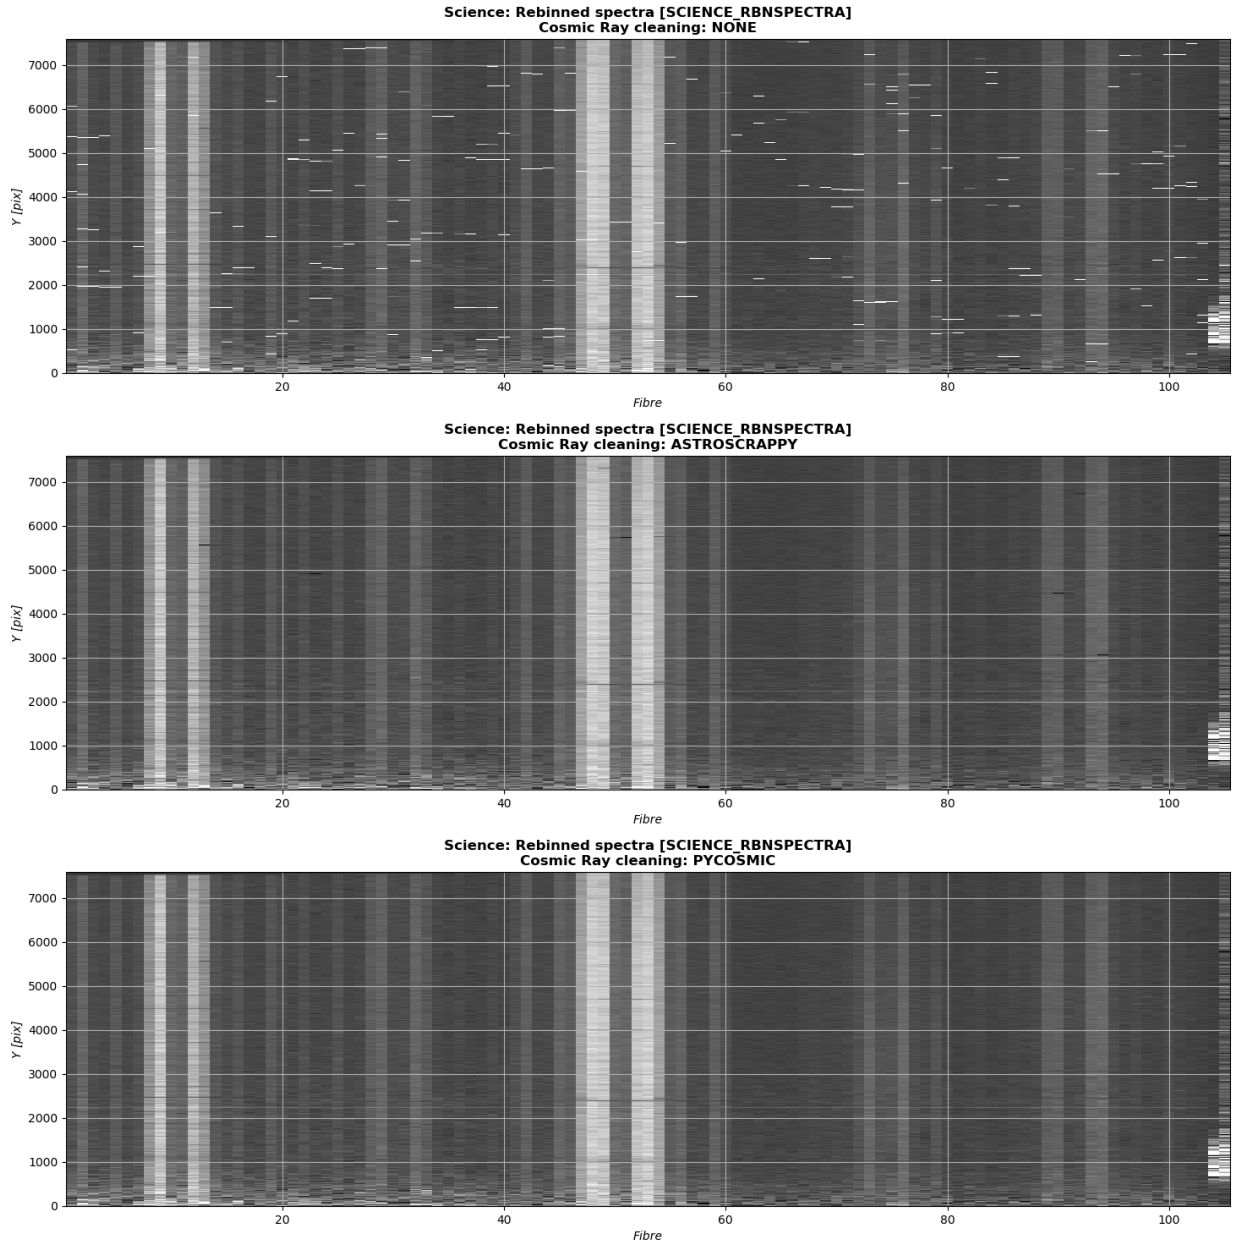 Science: Rebinned spectra [SCIENCE_RBNSPECTRA]
Cosmic Ray cleaning: NONE
7000
6000
5000
4000
3000
2000
1000
0
Y [pix]
20 40 60 80 100
Fibre
Science: Rebinned spectra [SCIENCE_RBNSPECTRA]
Cosmic Ray cleaning: ASTROSCRAPPY
7000
6000
5000
4000
3000
2000
1000
0
Y [pix]
20 40 60 80 100
Fibre
Science: Rebinned spectra [SCIENCE_RBNSPECTRA]
Cosmic Ray cleaning: PYCOSMIC
7000
6000
5000
4000
3000
2000
1000
0
Y [pix]
20 40 60 80 100
Fibre